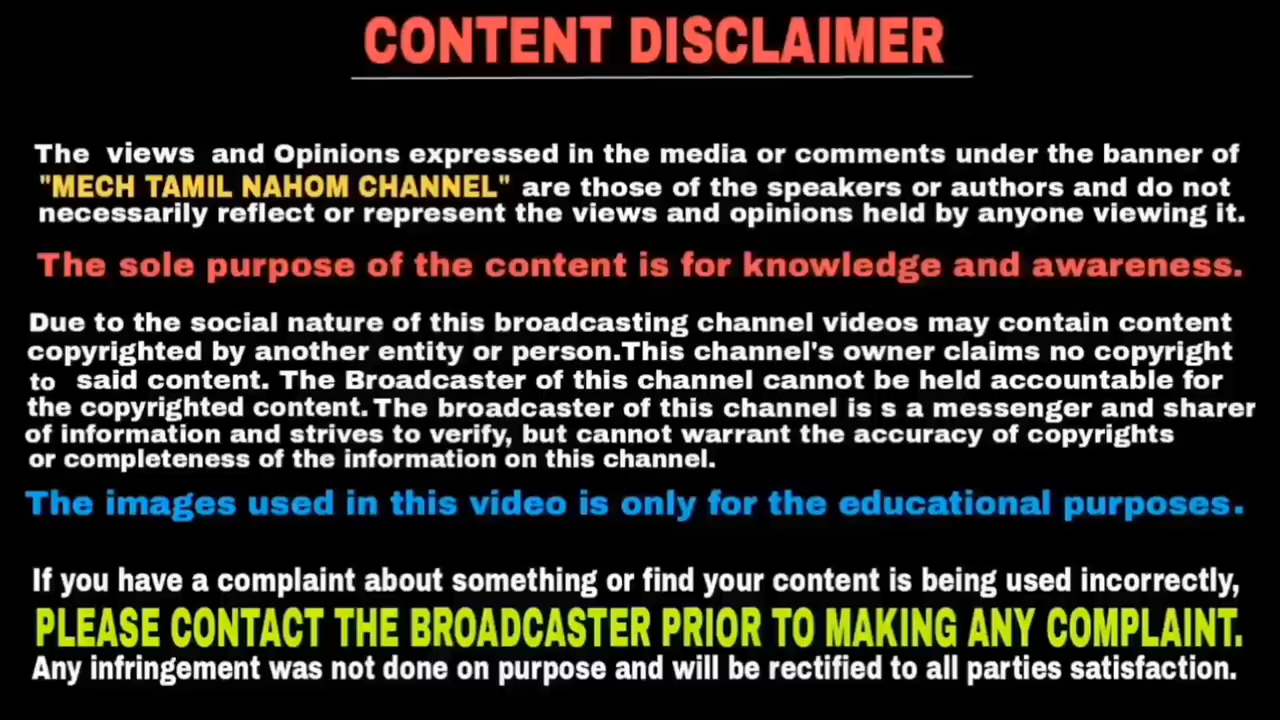 CONTENT DISCLAIMER
The views and Opinions expressed in the media or comments under the banner of
"MECH TAMIL NAHOM CHANNEL" are those of the speakers or authors and do not
necessarily reflect or represent the views and opinions held by anyone viewing it.
The sole purpose of the content is for knowledge and awareness.
Due to the social nature of this broadcasting channel videos may contain content
copyrighted by another entity or person.This channel's owner claims no copyright
to said content. The Broadcaster of this channel cannot be held accountable for
the copyrighted content. The broadcaster of this channel is s a messenger and sharer
of information and strives to verify, but cannot warrant the accuracy of copyrights
or completeness of the information on this channel.
The images used in this video is only for the educational purposes.
If you have a complaint about something or find your content is being used incorrectly,
PLEASE CONTACT THE BROADCASTER PRIOR TO MAKING ANY COMPLAINT.
Any infringement was not done on purpose and will be rectified to all parties satisfaction.